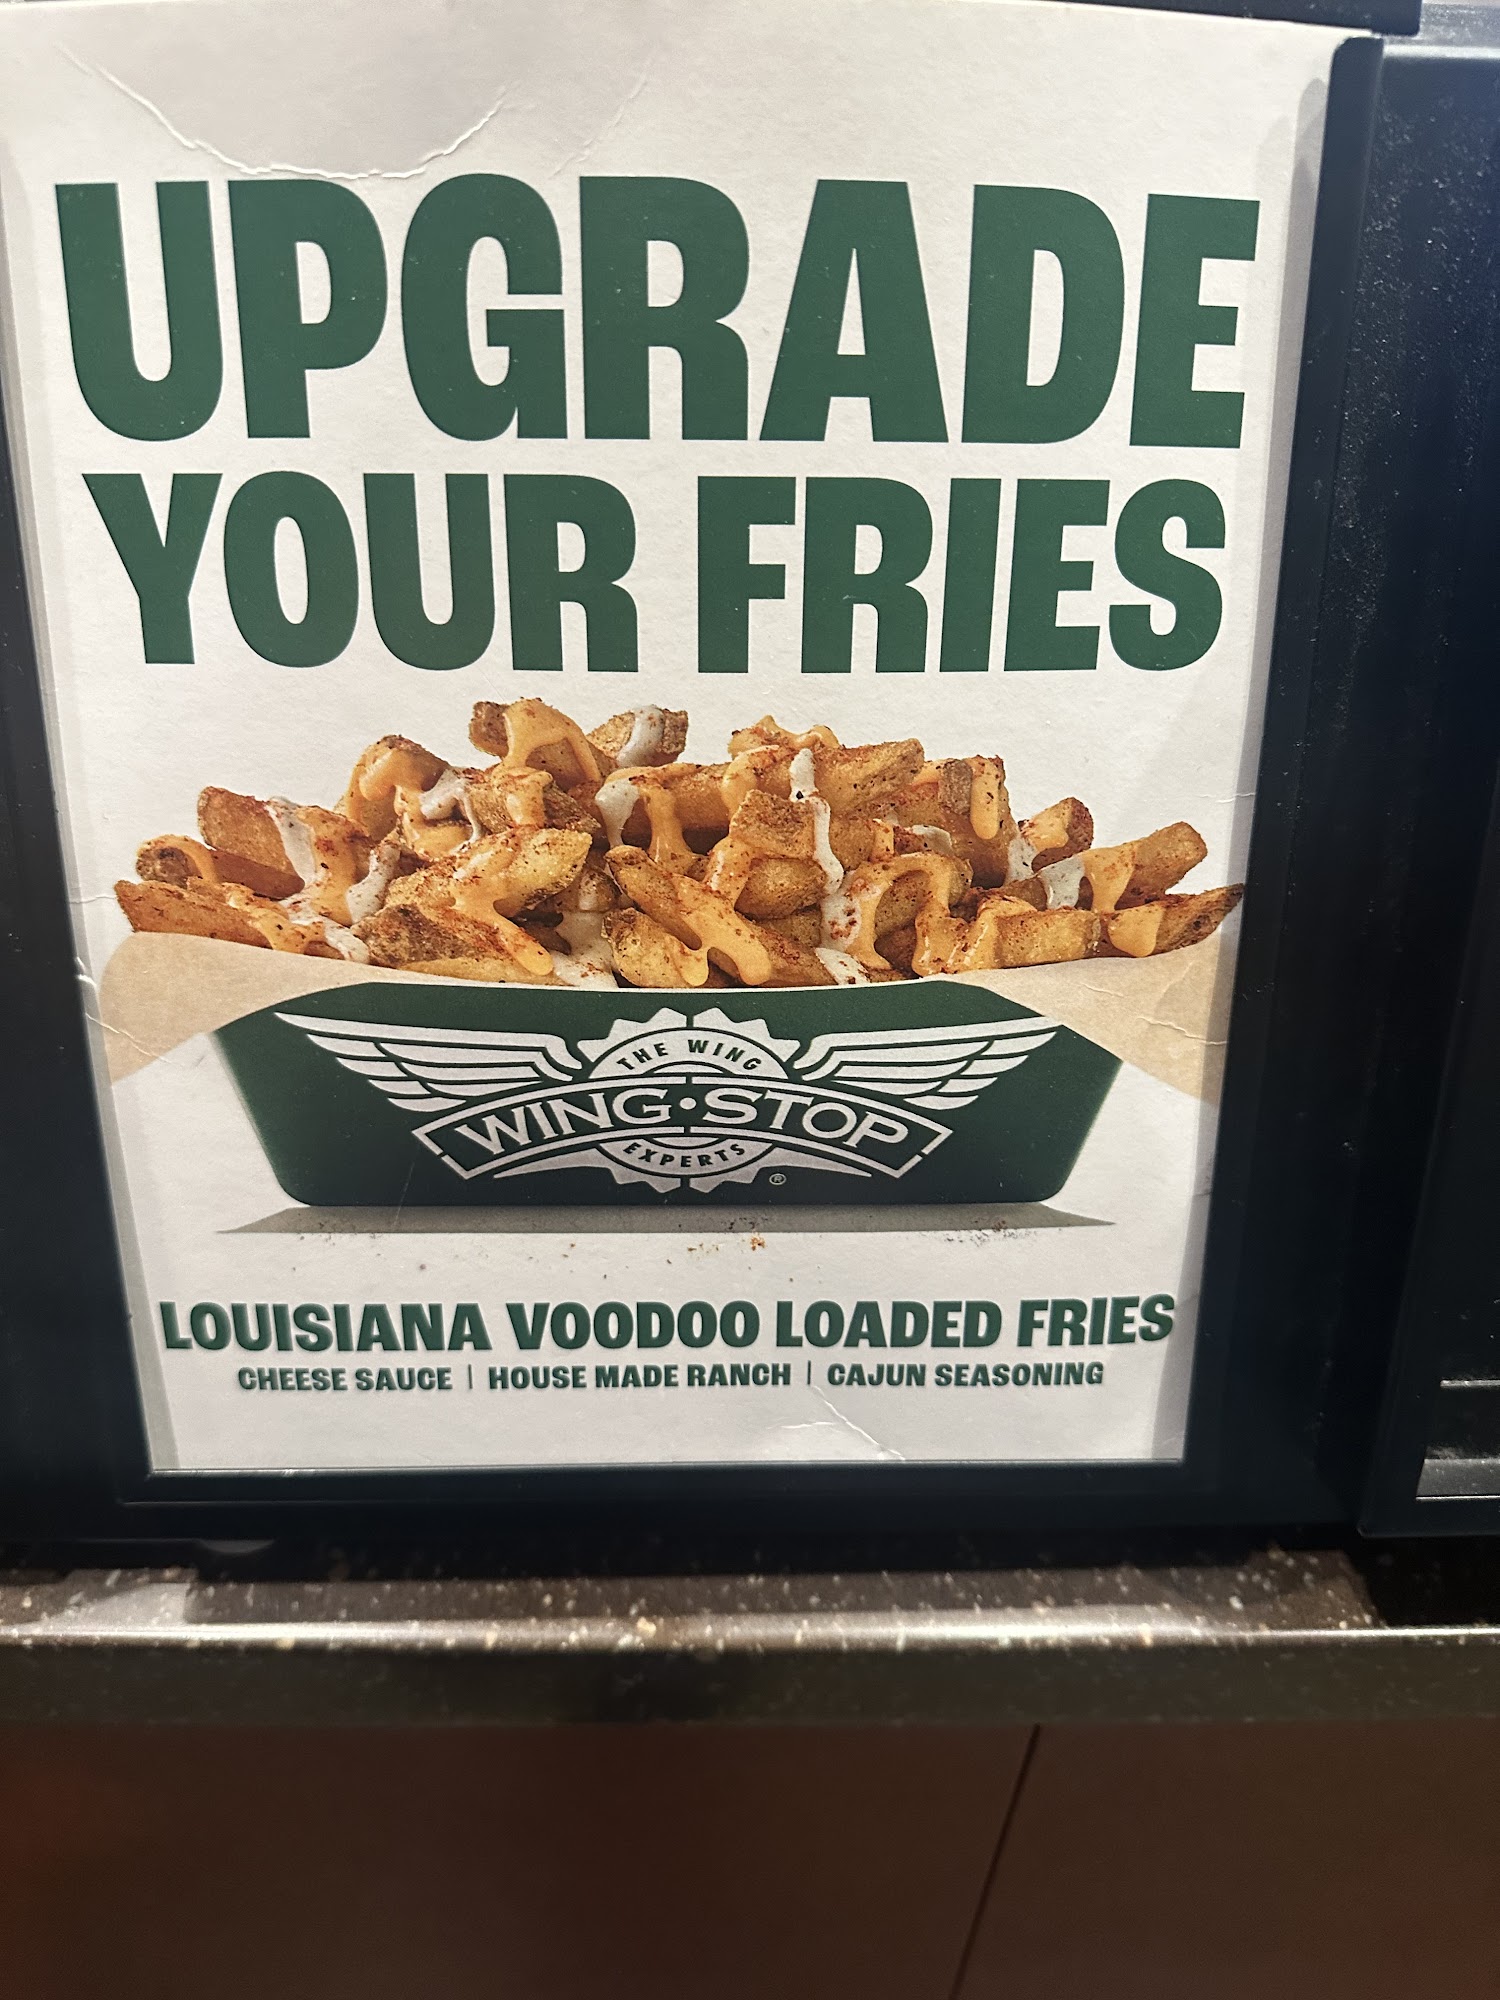 UPGRADE
YOUR FRIES
THE WING
WING•STOP
EXPERTS
®
LOUISIANA VOODOO LOADED FRIES
CHEESE SAUCE | HOUSE MADE RANCH | CAJUN SEASONING